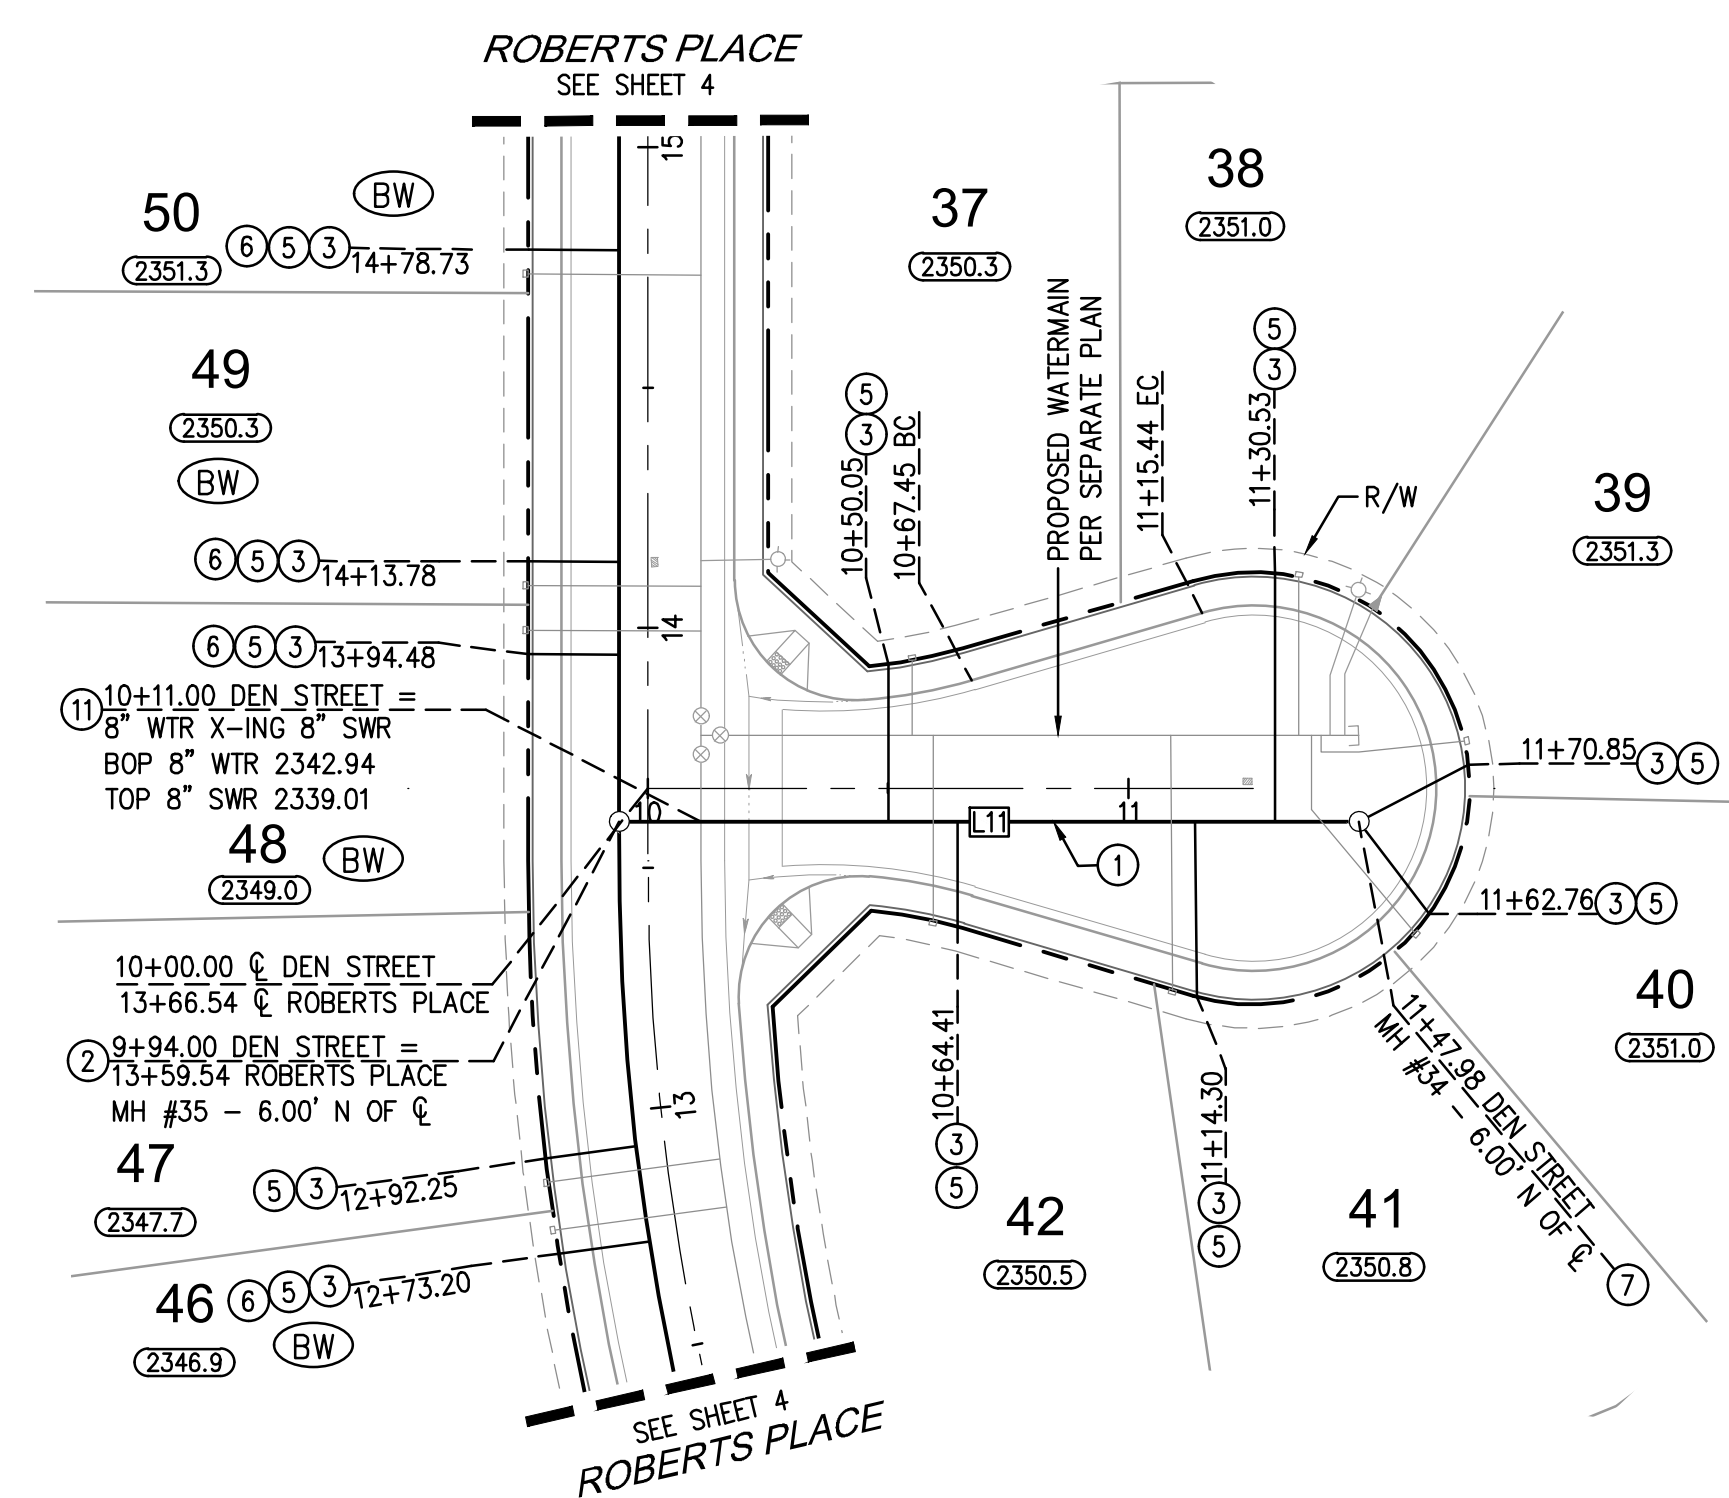 ROBERTS PLACE
SEE SHEET 4
15
50
BW
2351.3
6 5 3 14+78.73
37
2350.3
38
2351.0
49
2350.3
BW
5
3
10+50.05
10+67.45 BC
PROPOSED WATERMAIN
PER SEPARATE PLAN
11+15.44 EC
5
3
11+30.53
R/W
39
2351.3
6 5 3 14+13.78
14
6 5 3 13+94.48
11 10+11.00 DEN STREET =
8" WTR X-ING 8" SWR
BOP 8" WTR 2342.94
TOP 8" SWR 2339.01
48
BW
2349.0
10
L11
11
1
11+70.85 3 5
11+62.76 3 5
10+00.00 ℄ DEN STREET
13+66.54 ℄ ROBERTS PLACE
2 9+94.00 DEN STREET =
13+59.54 ROBERTS PLACE
MH #35 - 6.00' N OF ℄
13
47
2347.7
5 3 12+92.25
46
2346.9
6 5 3 12+73.20
BW
10+64.41
3
5
11+14.30
3
5
40
2351.0
11+47.98 DEN STREET
MH #34 - 6.00' N OF ℄
7
42
2350.5
41
2350.8
SEE SHEET 4
ROBERTS PLACE